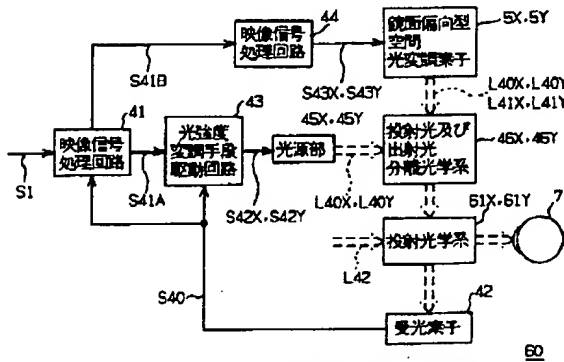 44
映像信号
処理回路
S41B
S43X,S43Y
鏡面偏向型
空間
光変調素子
5X,5Y
L40X,L40Y
L41X,L41Y
41
映像信号
処理回路
S1
S41A
43
光強度
変調手段
駆動回路
S42X,S42Y
45X,45Y
光源部
L40X,L40Y
投射光及び
出射光
分離光学系
46X,46Y
61X,61Y
投射光学系
L42
7
S40
42
受光素子
60